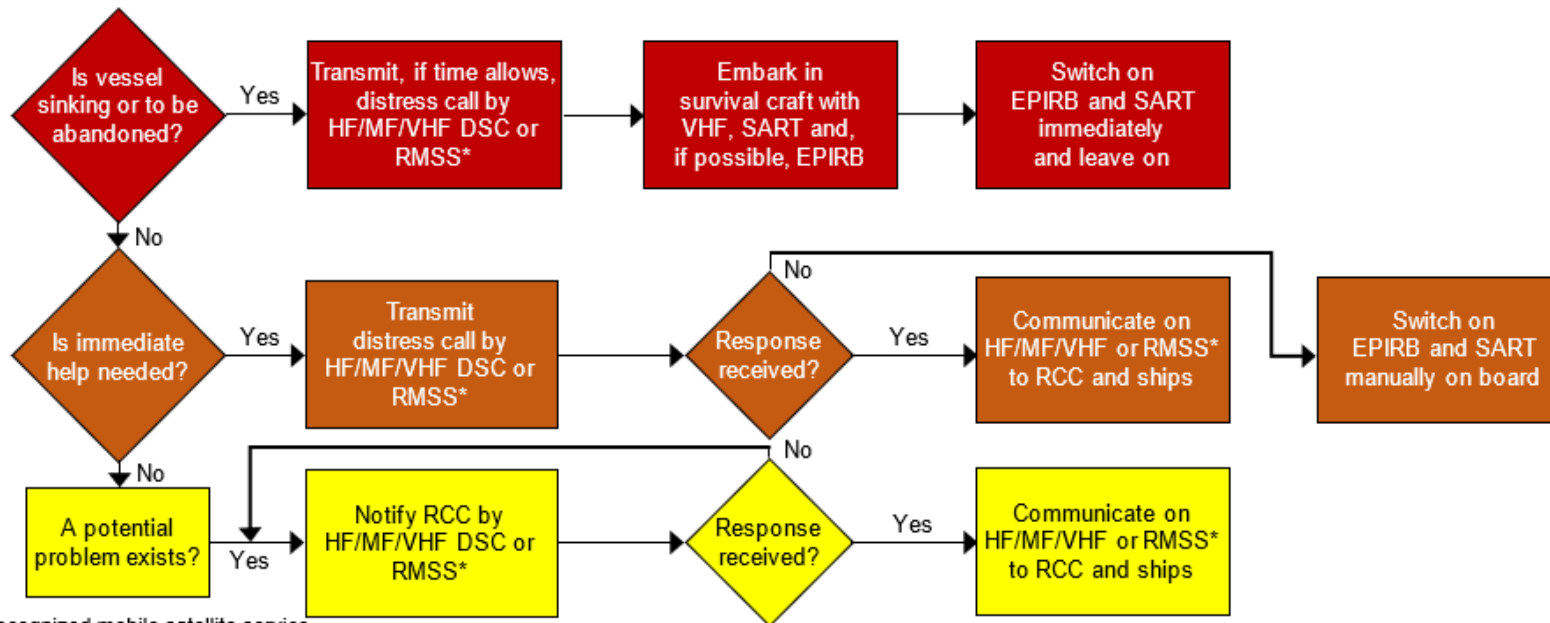 Is vessel
sinking or to be
abandoned?
Yes
Transmit, if time allows,
distress call by
HF/MF/VHF DSC or
RMSS*
Embark in
survival craft with
VHF, SART and,
if possible, EPIRB
Switch on
EPIRB and SART
immediately
and leave on
No
Is immediate
help needed?
Yes
Transmit
distress call by
HF/MF/VHF DSC or
RMSS*
Response
received?
No
Yes
Communicate on
HF/MF/VHF or RMSS*
to RCC and ships
Switch on
EPIRB and SART
manually on board
No
A potential
problem exists?
Yes
Notify RCC by
HF/MF/VHF DSC or
RMSS*
Response
received?
No
Yes
Communicate on
HF/MF/VHF or RMSS*
to RCC and ships
mobile satellite service